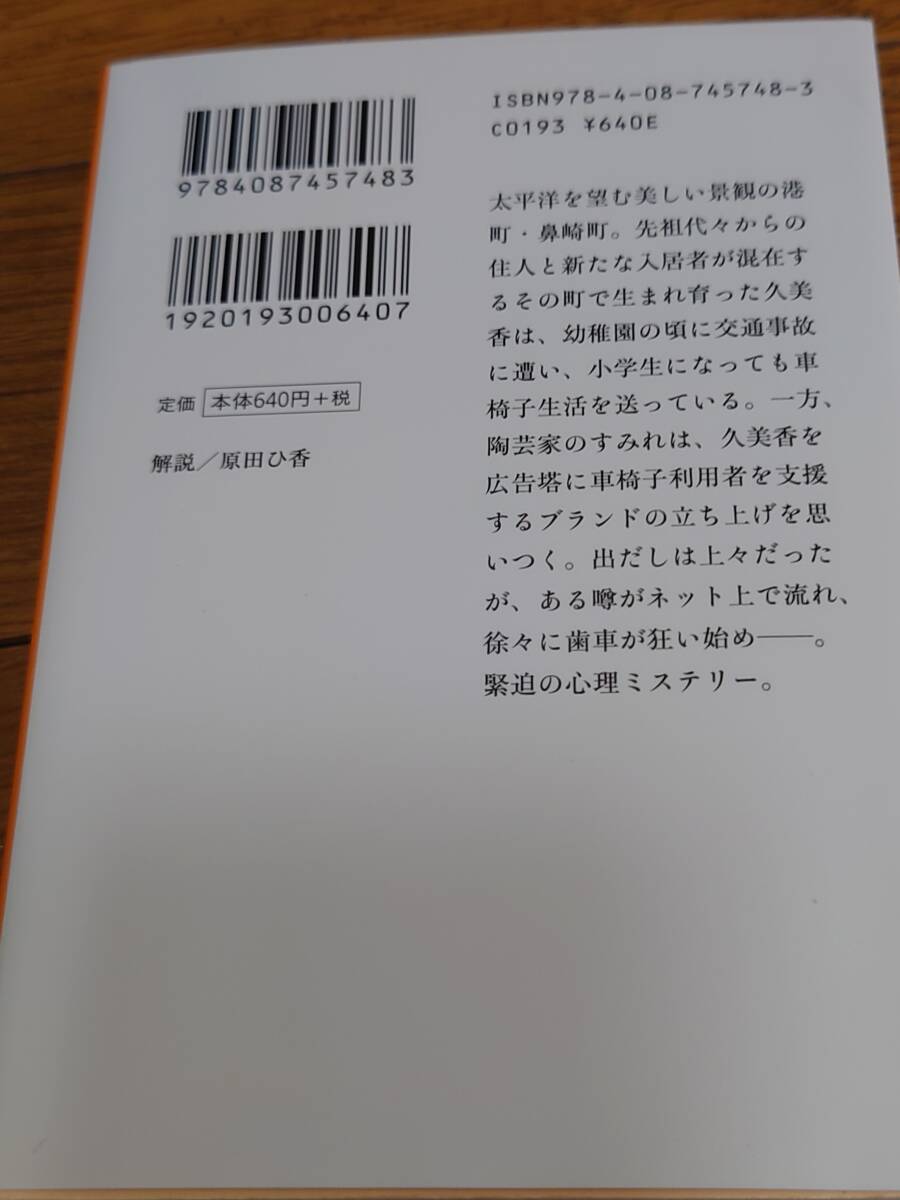 9784087457483
1920193006407
定価 本体640円+税
解説/原田ひ香
ISBN978-4-08-745748-3
C0193 ¥640E
太平洋を望む美しい景観の港
町・鼻崎町。先祖代々からの
住人と新たな入居者が混在す
るその町で生まれ育った久美
香は、幼稚園の頃に交通事故
に遭い、小学生になっても車
椅子生活を送っている。一方、
陶芸家のすみれは、久美香を
広告塔に車椅子利用者を支援
するブランドの立ち上げを思
いつく。出だしは上々だった
が、ある噂がネット上で流れ、
徐々に歯車が狂い始め――。
緊迫の心理ミステリー。